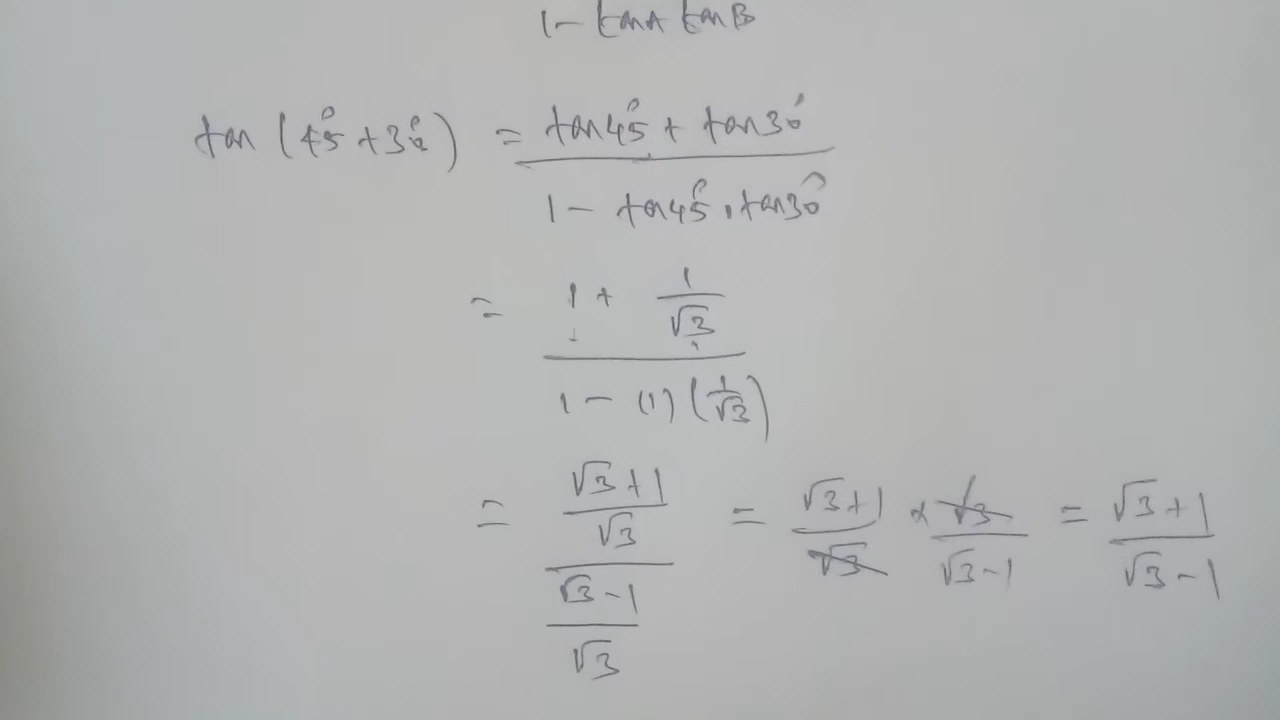 1 - tanA tanB
tan (45° + 30°) = tan45° + tan30°
1 - tan45° . tan30°
= 1 + 1/√3
1 - (1) (1/√3)
= √3+1/√3 = √3+1/√3 × √3/√3-1 = √3+1/√3-1
√3-1/√3